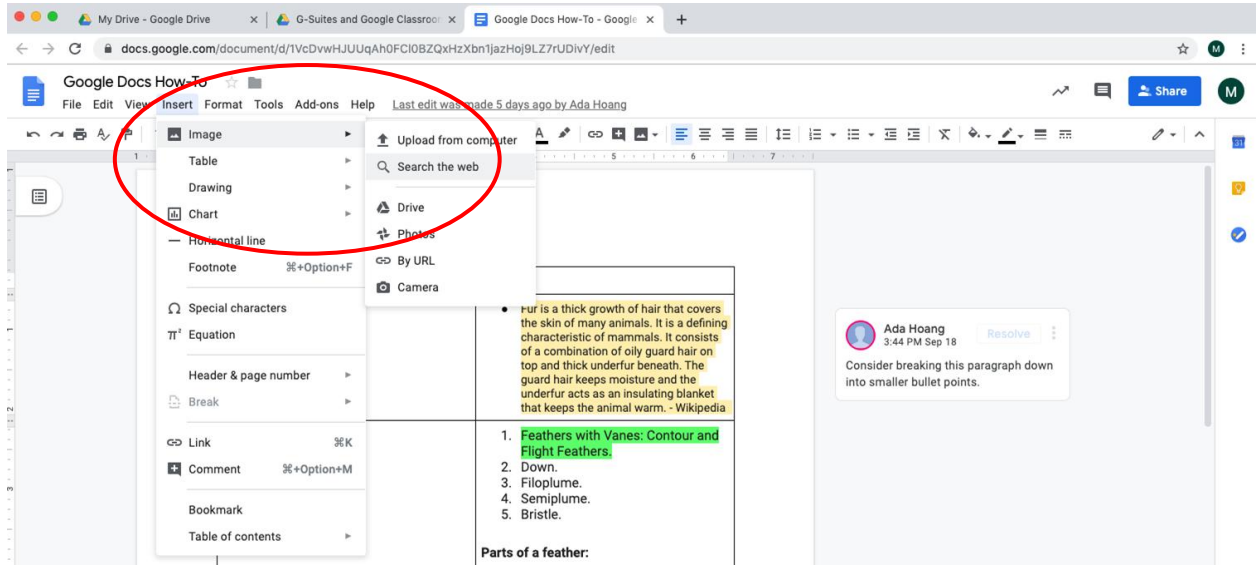 My Drive - Google Drive
G-Suites and Google Classroon
Google Docs How-To - Google
docs.google.com/document/d/1VcDvwHJUUqAh0FCl0BZQxHzXbn1jazHoj9LZ7rUDivY/edit
M
Google Docs How-To
File Edit View Insert Format Tools Add-ons Help Last edit was made 5 days ago by Ada Hoang
Share
M
1 5 6 7
Image
Table
Drawing
Chart
Horizontal line
Footnote ⌘+Option+F
Special characters
Equation
Header & page number
Break
Link ⌘K
Comment ⌘+Option+M
Bookmark
Table of contents
Upload from computer
Search the web
Drive
Photos
By URL
Camera
● Fur is a thick growth of hair that covers
the skin of many animals. It is a defining
characteristic of mammals. It consists
of a combination of oily guard hair on
top and thick underfur beneath. The
guard hair keeps moisture and the
underfur acts as an insulating blanket
that keeps the animal warm. - Wikipedia
1. Feathers with Vanes: Contour and
Flight Feathers.
2. Down.
3. Filoplume.
4. Semiplume.
5. Bristle.
Parts of a feather:
Ada Hoang
3:44 PM Sep 18
Resolve
Consider breaking this paragraph down
into smaller bullet points.
31